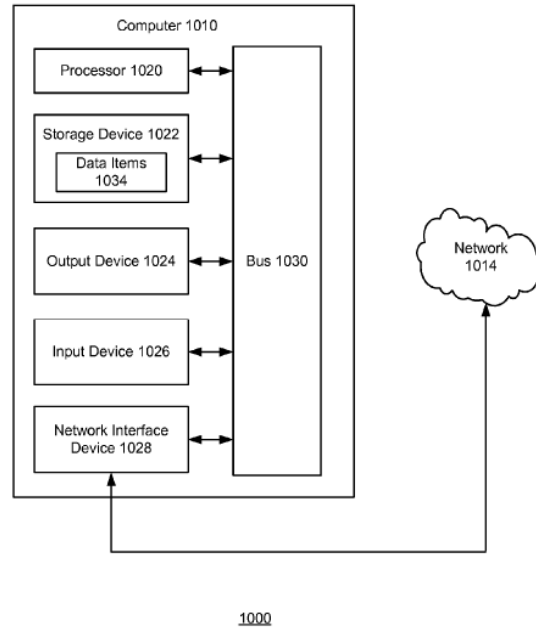 Computer 1010
Processor 1020
Storage Device 1022
Data Items
1034
Output Device 1024
Bus 1030
Input Device 1026
Network Interface
Device 1028
Network
1014
1000